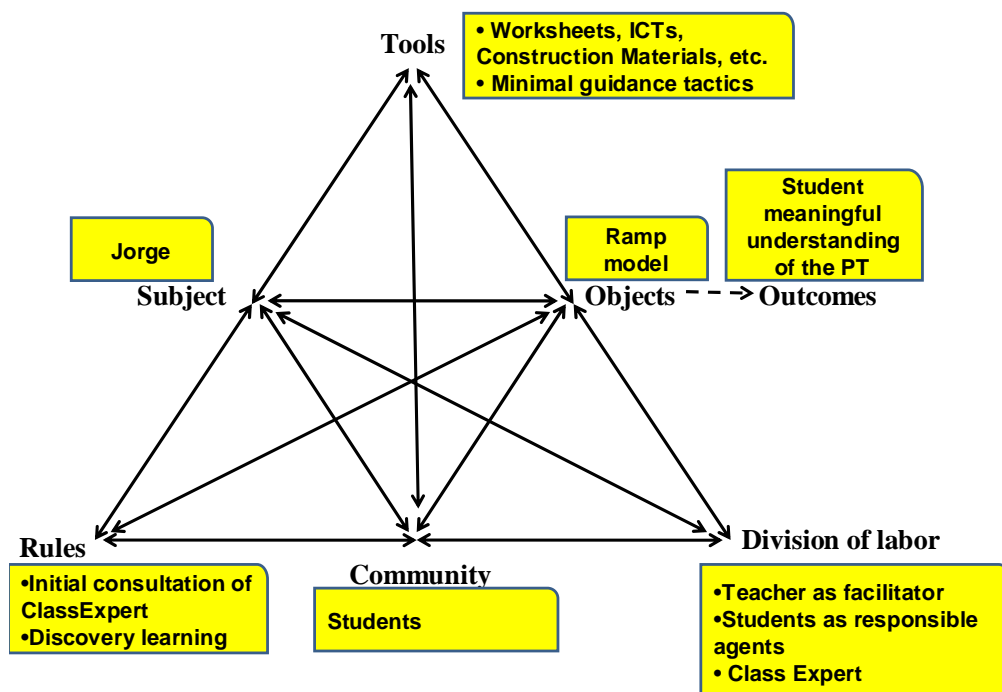 Tools
• Worksheets, ICTs,
Construction Materials, etc.
• Minimal guidance tactics
Jorge
Subject
Ramp
model
Objects
Student
meaningful
understanding
of the PT
Outcomes
Rules
•Initial consultation of
ClassExpert
•Discovery learning
Community
Students
Division of labor
•Teacher as facilitator
•Students as responsible
agents
• Class Expert